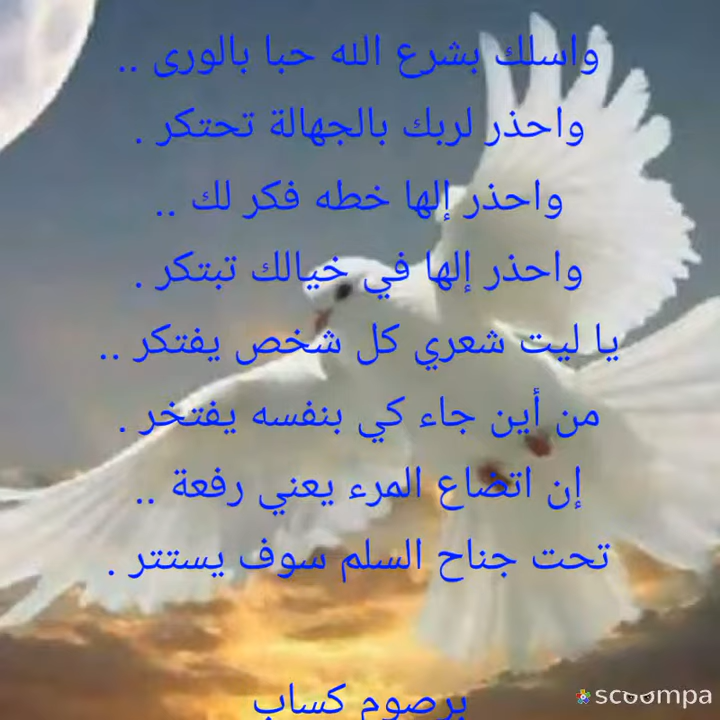 واسلك بشرع الله حبا بالورى ..
واحذر لربك بالجهالة تحتكر .
واحذر إلها خطه فكر لك ..
واحذر إلها في خيالك تبتكر .
يا ليت شعري كل شخص يفتكر ..
من أين جاء كي بنفسه يفتخر .
إن اتضاع المرء يعني رفعة ..
تحت جناح السلم سوف يستتر .
برصوم كساب
scoompa